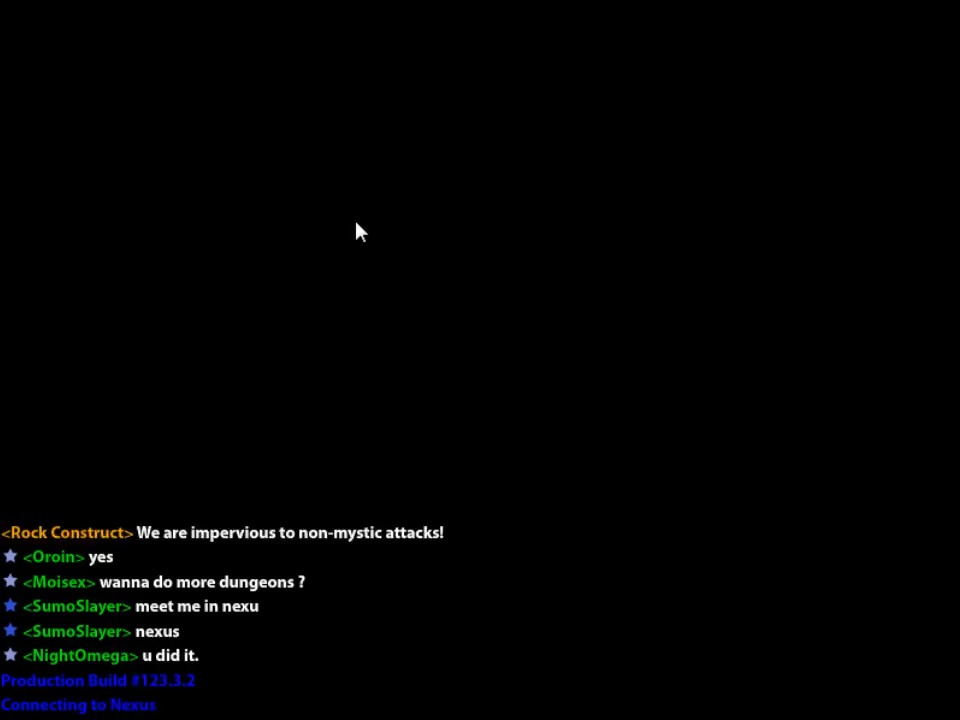 <Rock Construct> We are impervious to non-mystic attacks!
<Oroin> yes
<Moisex> wanna do more dungeons ?
<SumoSlayer> meet me in nexu
<SumoSlayer> nexus
<NightOmega> u did it.
Production Build #123.3.2
Connecting to Nexus